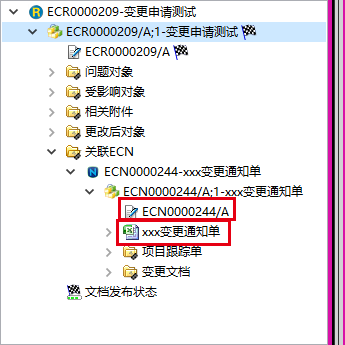 ECR0000209-变更申请测试
ECR0000209/A;1-变更申请测试
ECR0000209/A
问题对象
受影响对象
相关附件
更改后对象
关联ECN
ECN0000244-xxx变更通知单
ECN0000244/A;1-xxx变更通知单
ECN0000244/A
xxx变更通知单
项目跟踪单
变更文档
文档发布状态